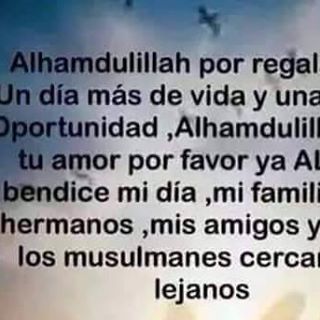 Alhamdulillah por regal
Un día más de vida y una
Oportunidad ,Alhamdulill
tu amor por favor ya AL
bendice mi día ,mi famili
hermanos ,mis amigos y
los musulmanes cerca
lejanos